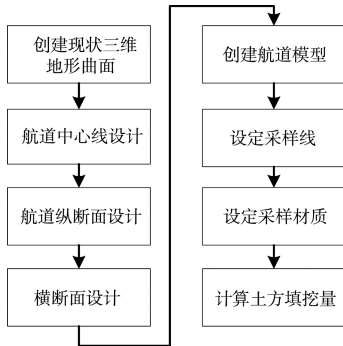 创建现状三维
地形曲面
航道中心线设计
航道纵断面设计
横断面设计
创建航道模型
设定采样线
设定采样材质
计算土方填挖量